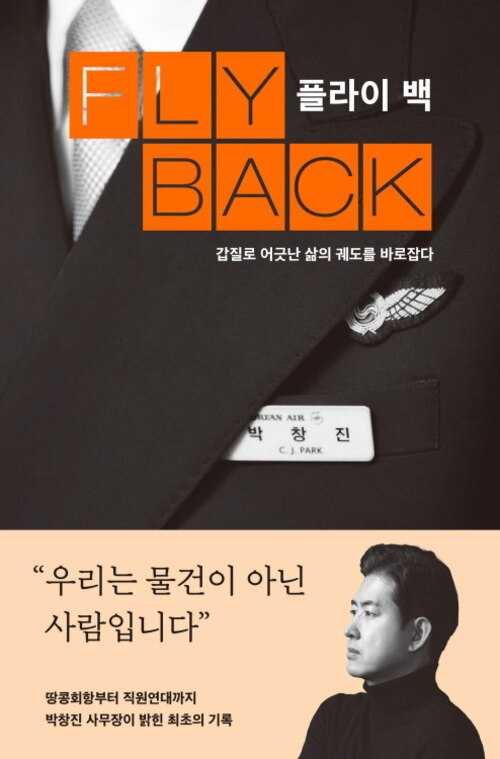 FLY 플라이 백
BACK
갑질로 어긋난 삶의 궤도를 바로잡다
KOREAN AIR
박 창 진
C. J. PARK
“우리는 물건이 아닌
사람입니다”
땅콩회항부터 직원연대까지
박창진 사무장이 밝힌 최초의 기록